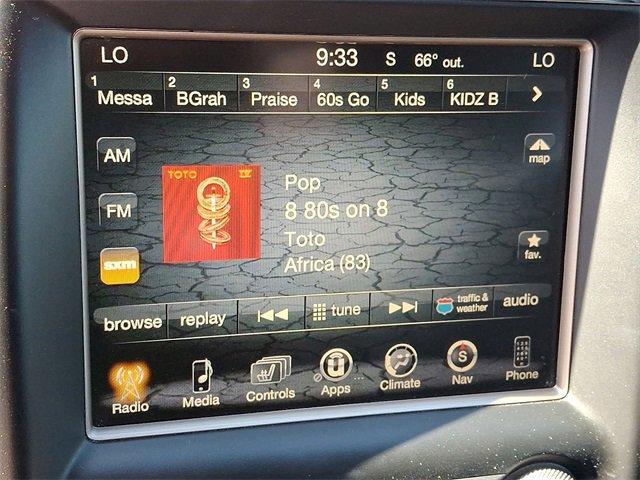 LO 9:33 S 66° out. LO
1 Messa 2 BGrah 3 Praise 4 60s Go 5 Kids 6 KIDZ B
AM
map
TOTO IV
Pop
FM
8 80s on 8
Toto
fav.
sxm
Africa (83)
browse replay tune traffic & weather audio
Radio Media Controls Apps Climate S Nav Phone